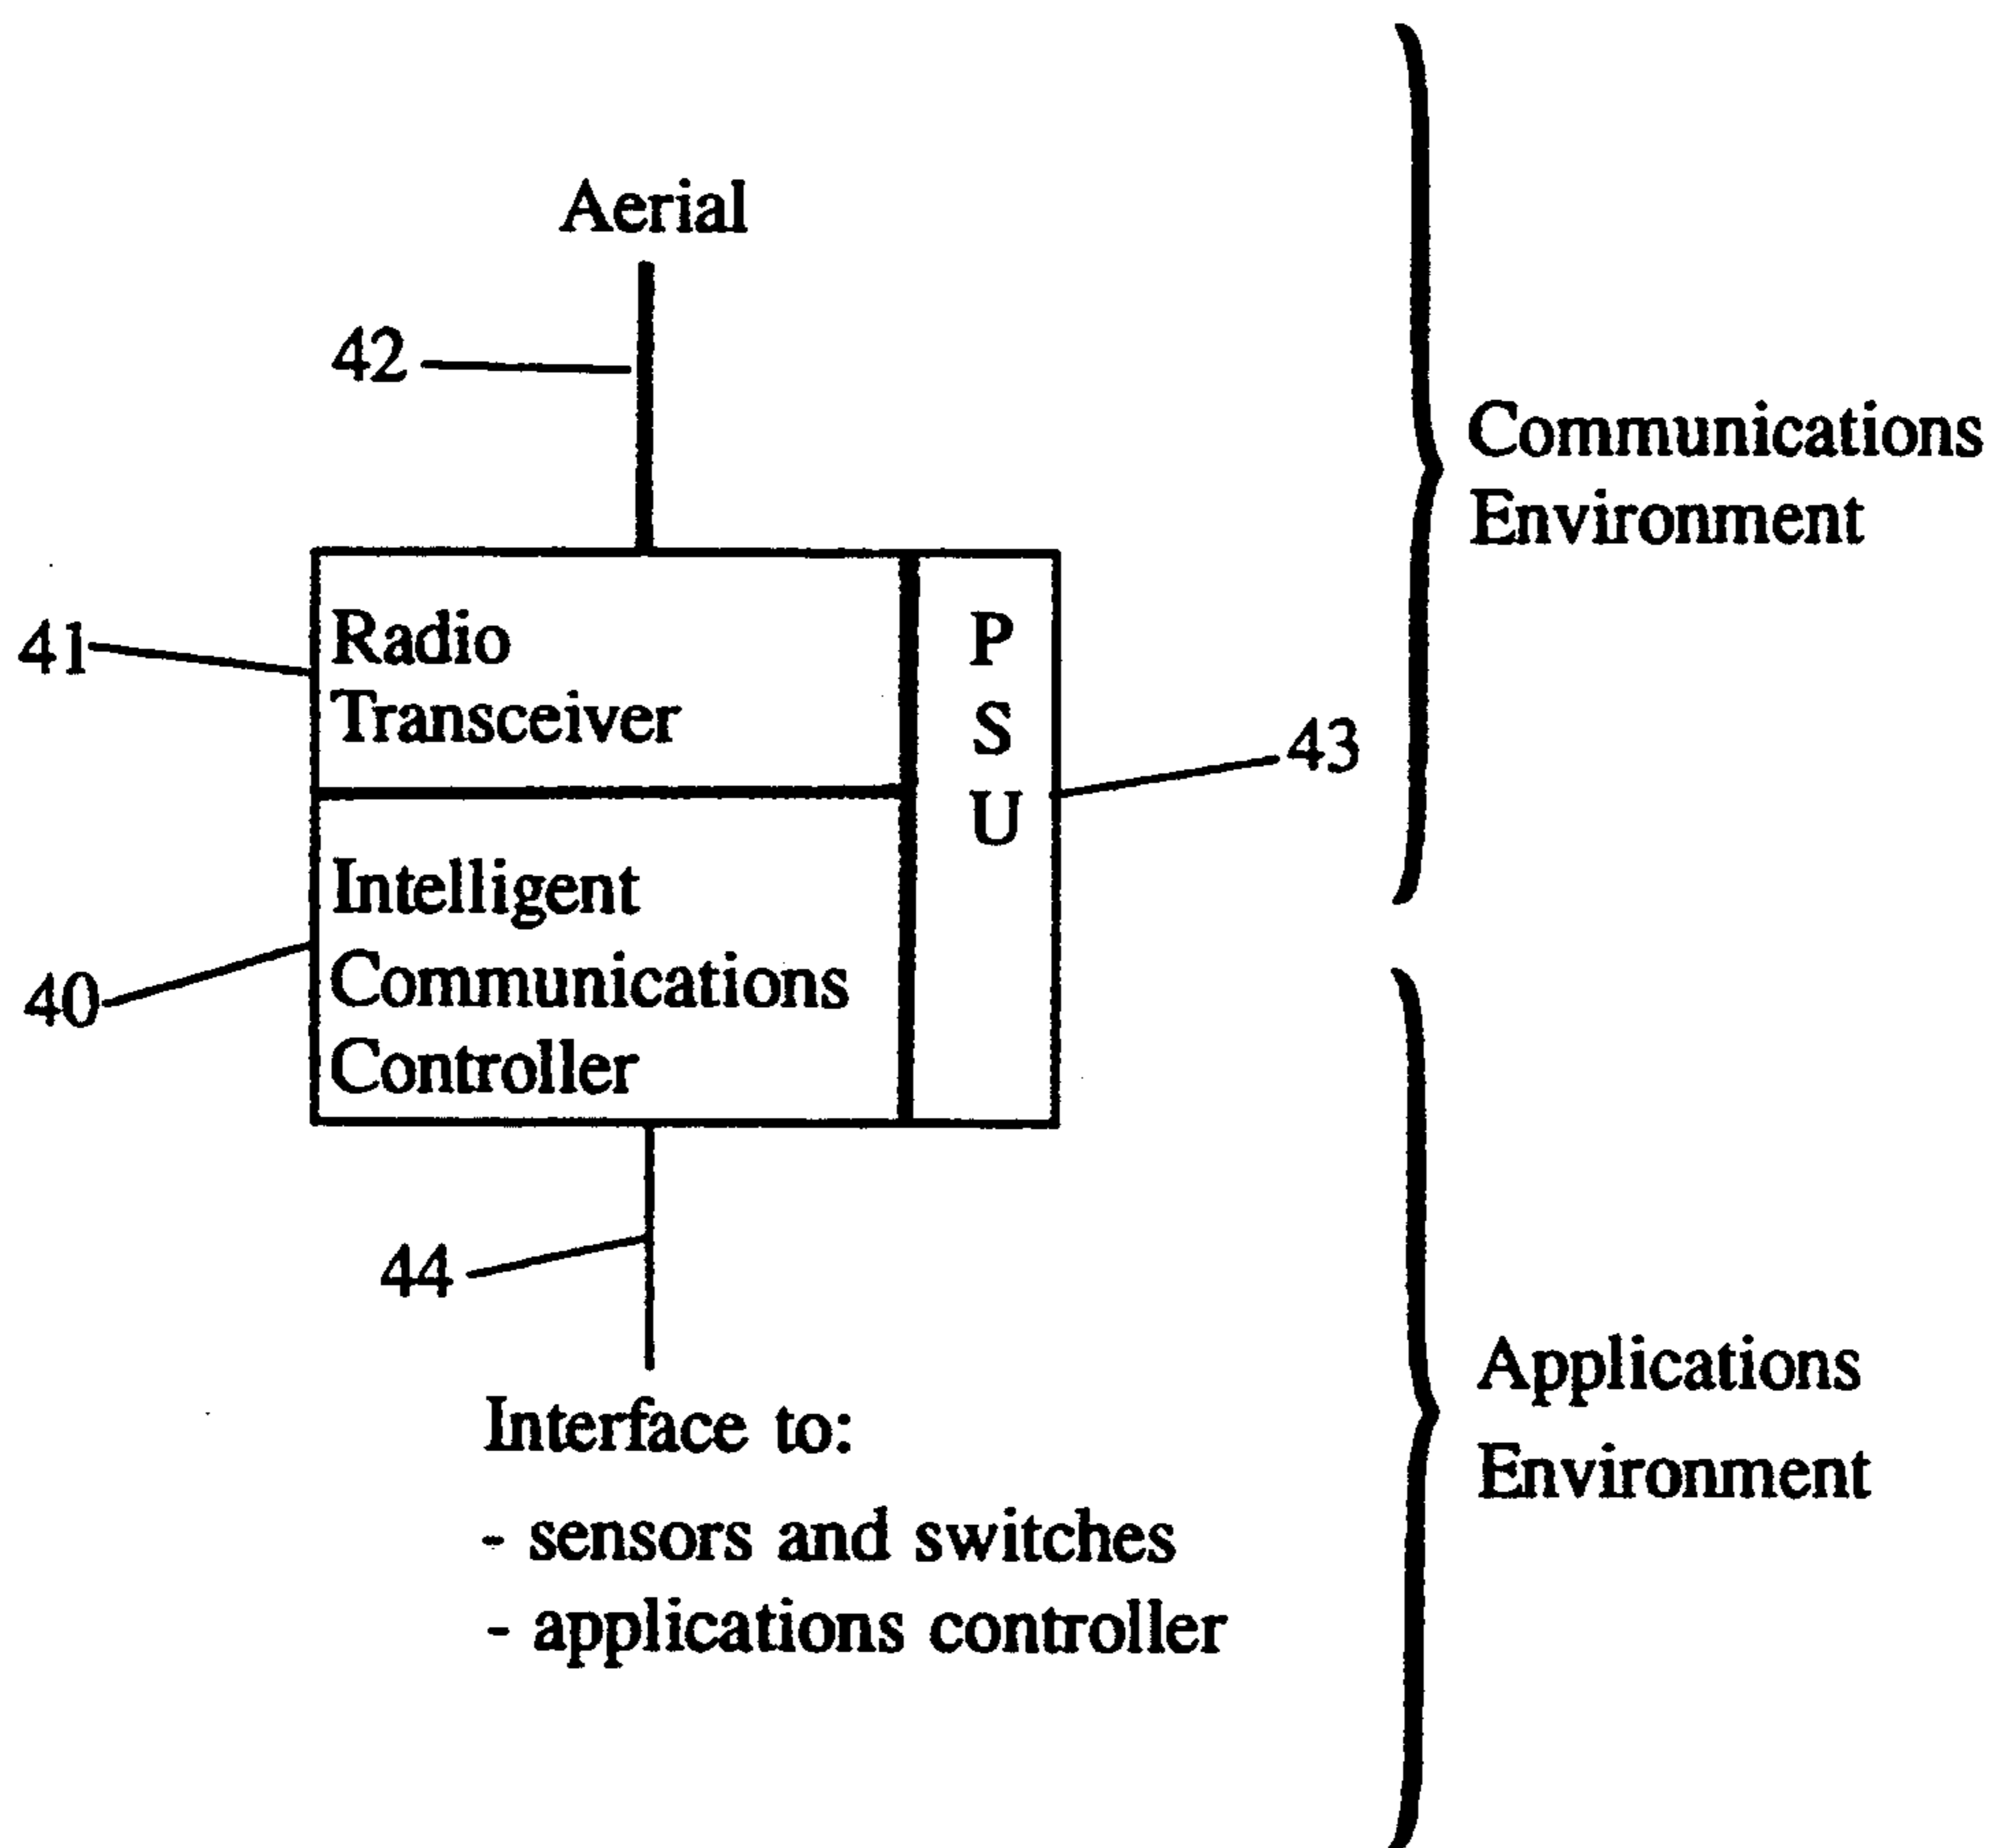 Aerial
42
Communications
Environment
41
Radio
Transceiver
P
S
U
43
Intelligent
Communications
Controller
40
44
Interface to:
- sensors and switches
- applications controller
Applications
Environment